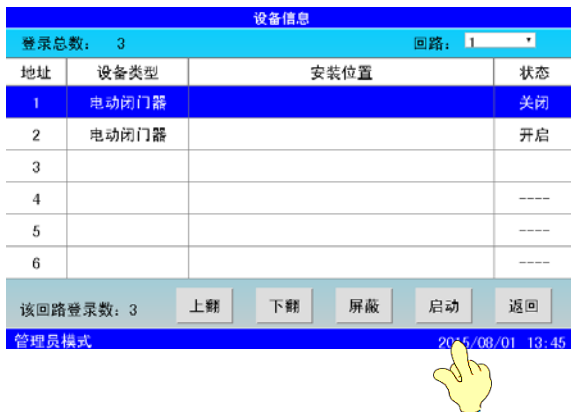 设备信息
登录总数： 3 回路： 1
地址 设备类型 安装位置 状态
1 电动闭门器 关闭
2 电动闭门器 开启
3
4 ----
5 ----
6 ----
该回路登录数：3 上翻 下翻 屏蔽 启动 返回
管理员模式 2015/08/01 13:45